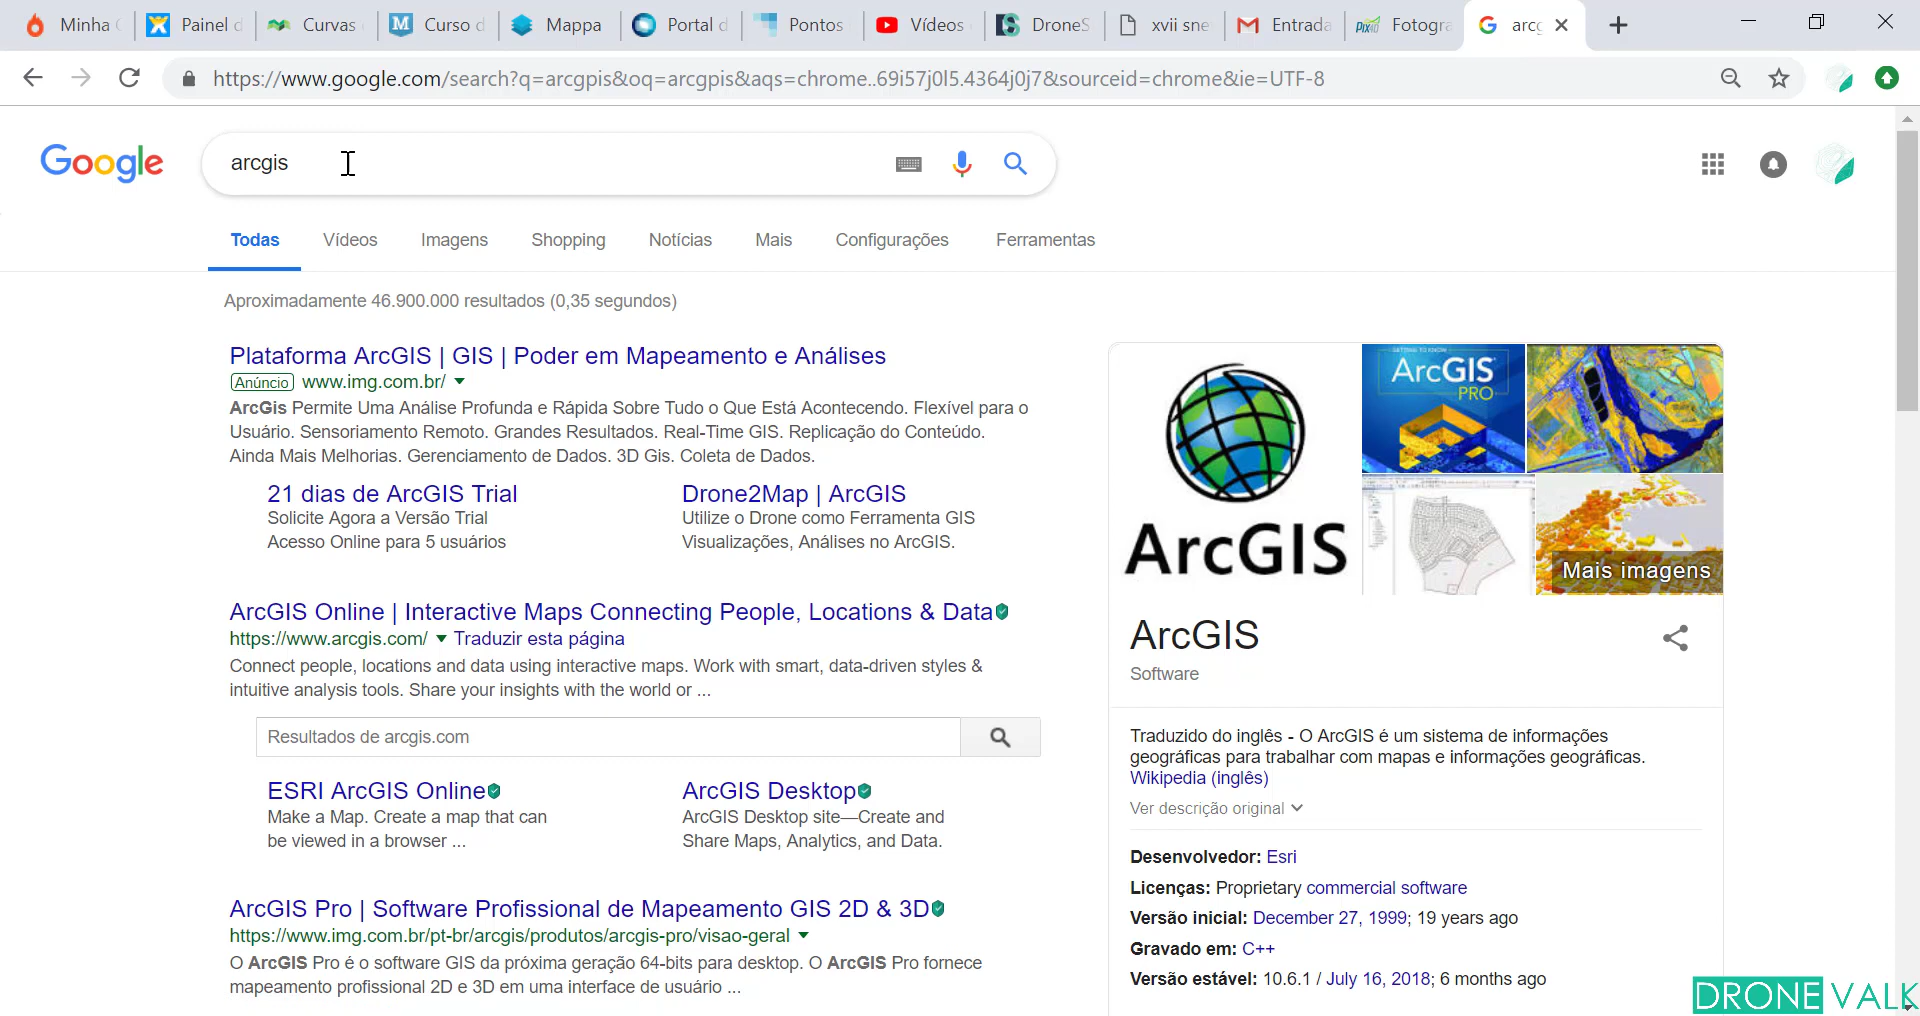 Minha
Painel d
Curvas
Curso d
Mappa
Portal d
Pontos
Vídeos
DroneS
xvii sne
Entrada
Fotogra
arcg
https://www.google.com/search?q=arcgpis&oq=arcgpis&aqs=chrome..69i57j0l5.4364j0j7&sourceid=chrome&ie=UTF-8
Google
arcgis
Todas
Vídeos
Imagens
Shopping
Notícias
Mais
Configurações
Ferramentas
Aproximadamente 46.900.000 resultados (0,35 segundos)
Plataforma ArcGIS | GIS | Poder em Mapeamento e Análises
Anúncio www.img.com.br/
ArcGis Permite Uma Análise Profunda e Rápida Sobre Tudo o Que Está Acontecendo. Flexível para o
Usuário. Sensoriamento Remoto. Grandes Resultados. Real-Time GIS. Replicação do Conteúdo.
Ainda Mais Melhorias. Gerenciamento de Dados. 3D Gis. Coleta de Dados.
21 dias de ArcGIS Trial
Solicite Agora a Versão Trial
Acesso Online para 5 usuários
Drone2Map | ArcGIS
Utilize o Drone como Ferramenta GIS
Visualizações, Análises no ArcGIS.
ArcGIS Online | Interactive Maps Connecting People, Locations & Data
https://www.arcgis.com/ Traduzir esta página
Connect people, locations and data using interactive maps. Work with smart, data-driven styles &
intuitive analysis tools. Share your insights with the world or ...
Resultados de arcgis.com
ESRI ArcGIS Online
Make a Map. Create a map that can
be viewed in a browser ...
ArcGIS Desktop
ArcGIS Desktop site—Create and
Share Maps, Analytics, and Data.
ArcGIS Pro | Software Profissional de Mapeamento GIS 2D & 3D
https://www.img.com.br/pt-br/arcgis/produtos/arcgis-pro/visao-geral
O ArcGIS Pro é o software GIS da próxima geração 64-bits para desktop. O ArcGIS Pro fornece
mapeamento profissional 2D e 3D em uma interface de usuário ...
ArcGIS
GETTING TO KNOW
ArcGIS
PRO
Mais imagens
ArcGIS
Software
Traduzido do inglês - O ArcGIS é um sistema de informações
geográficas para trabalhar com mapas e informações geográficas.
Wikipedia (inglês)
Ver descrição original
Desenvolvedor: Esri
Licenças: Proprietary commercial software
Versão inicial: December 27, 1999; 19 years ago
Gravado em: C++
Versão estável: 10.6.1 / July 16, 2018; 6 months ago
DRONE VALK